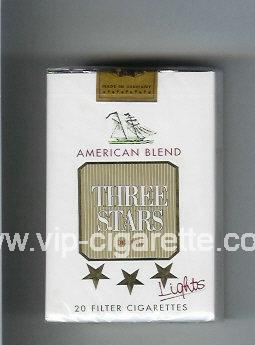 MADE IN GERMANY
AMERICAN BLEND
THREE
STARS
www.vip-cigarette.com
Lights
20 FILTER CIGARETTES